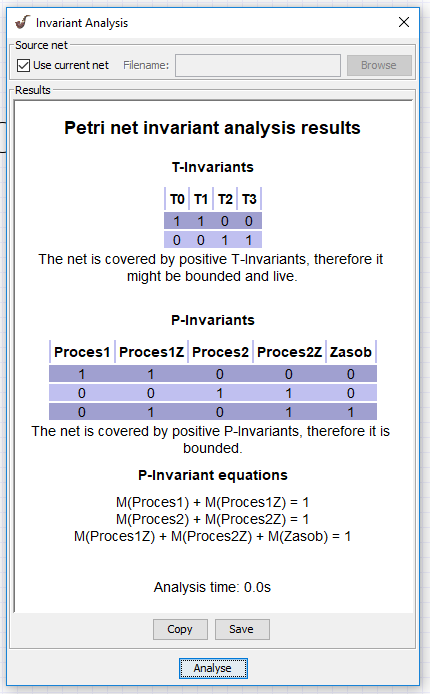 Invariant Analysis
Source net
Use current net Filename: Browse
Results
Petri net invariant analysis results
T-Invariants
T0 T1 T2 T3
1 1 0 0
0 0 1 1
The net is covered by positive T-Invariants, therefore it
might be bounded and live.
P-Invariants
Proces1 Proces1Z Proces2 Proces2Z Zasob
1 1 0 0 0
0 0 1 1 0
0 1 0 1 1
The net is covered by positive P-Invariants, therefore it is
bounded.
P-Invariant equations
M(Proces1) + M(Proces1Z) = 1
M(Proces2) + M(Proces2Z) = 1
M(Proces1Z) + M(Proces2Z) + M(Zasob) = 1
Analysis time: 0.0s
Copy Save
Analyse